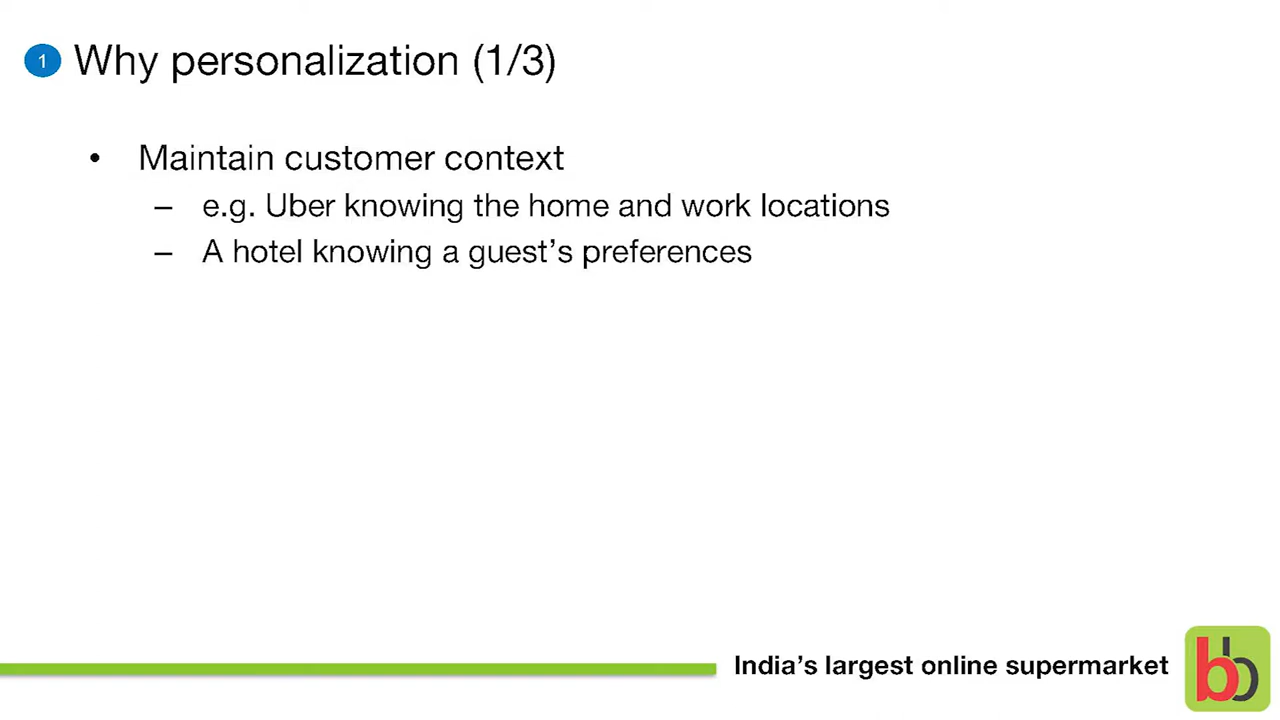 1 Why personalization (1/3)
• Maintain customer context
– e.g. Uber knowing the home and work locations
– A hotel knowing a guest’s preferences
India’s largest online supermarket
bb